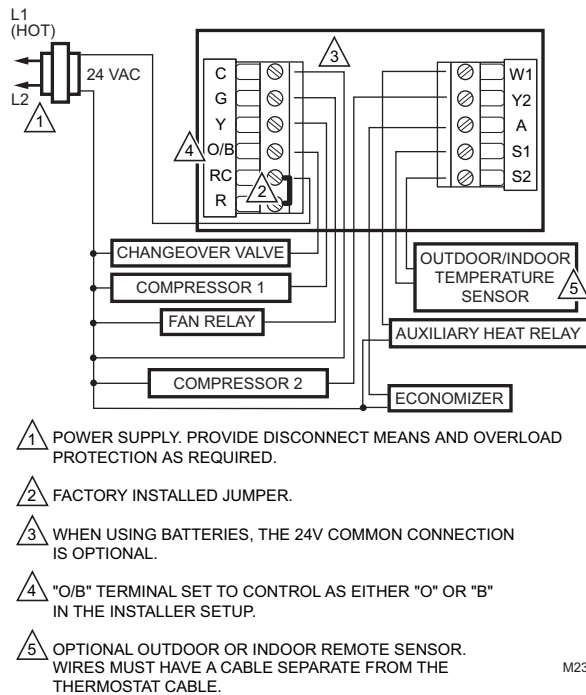 L1
(HOT)
24 VAC
L2
1
3
C
G
Y
4
O/B
RC
2
R
W1
Y2
A
S1
S2
CHANGEOVER VALVE
COMPRESSOR 1
FAN RELAY
COMPRESSOR 2
OUTDOOR/INDOOR
TEMPERATURE
SENSOR
5
AUXILIARY HEAT RELAY
ECONOMIZER
1 POWER SUPPLY. PROVIDE DISCONNECT MEANS AND OVERLOAD
PROTECTION AS REQUIRED.
2 FACTORY INSTALLED JUMPER.
3 WHEN USING BATTERIES, THE 24V COMMON CONNECTION
IS OPTIONAL.
4 "O/B" TERMINAL SET TO CONTROL AS EITHER "O" OR "B"
IN THE INSTALLER SETUP.
5 OPTIONAL OUTDOOR OR INDOOR REMOTE SENSOR.
WIRES MUST HAVE A CABLE SEPARATE FROM THE
THERMOSTAT CABLE.
M23